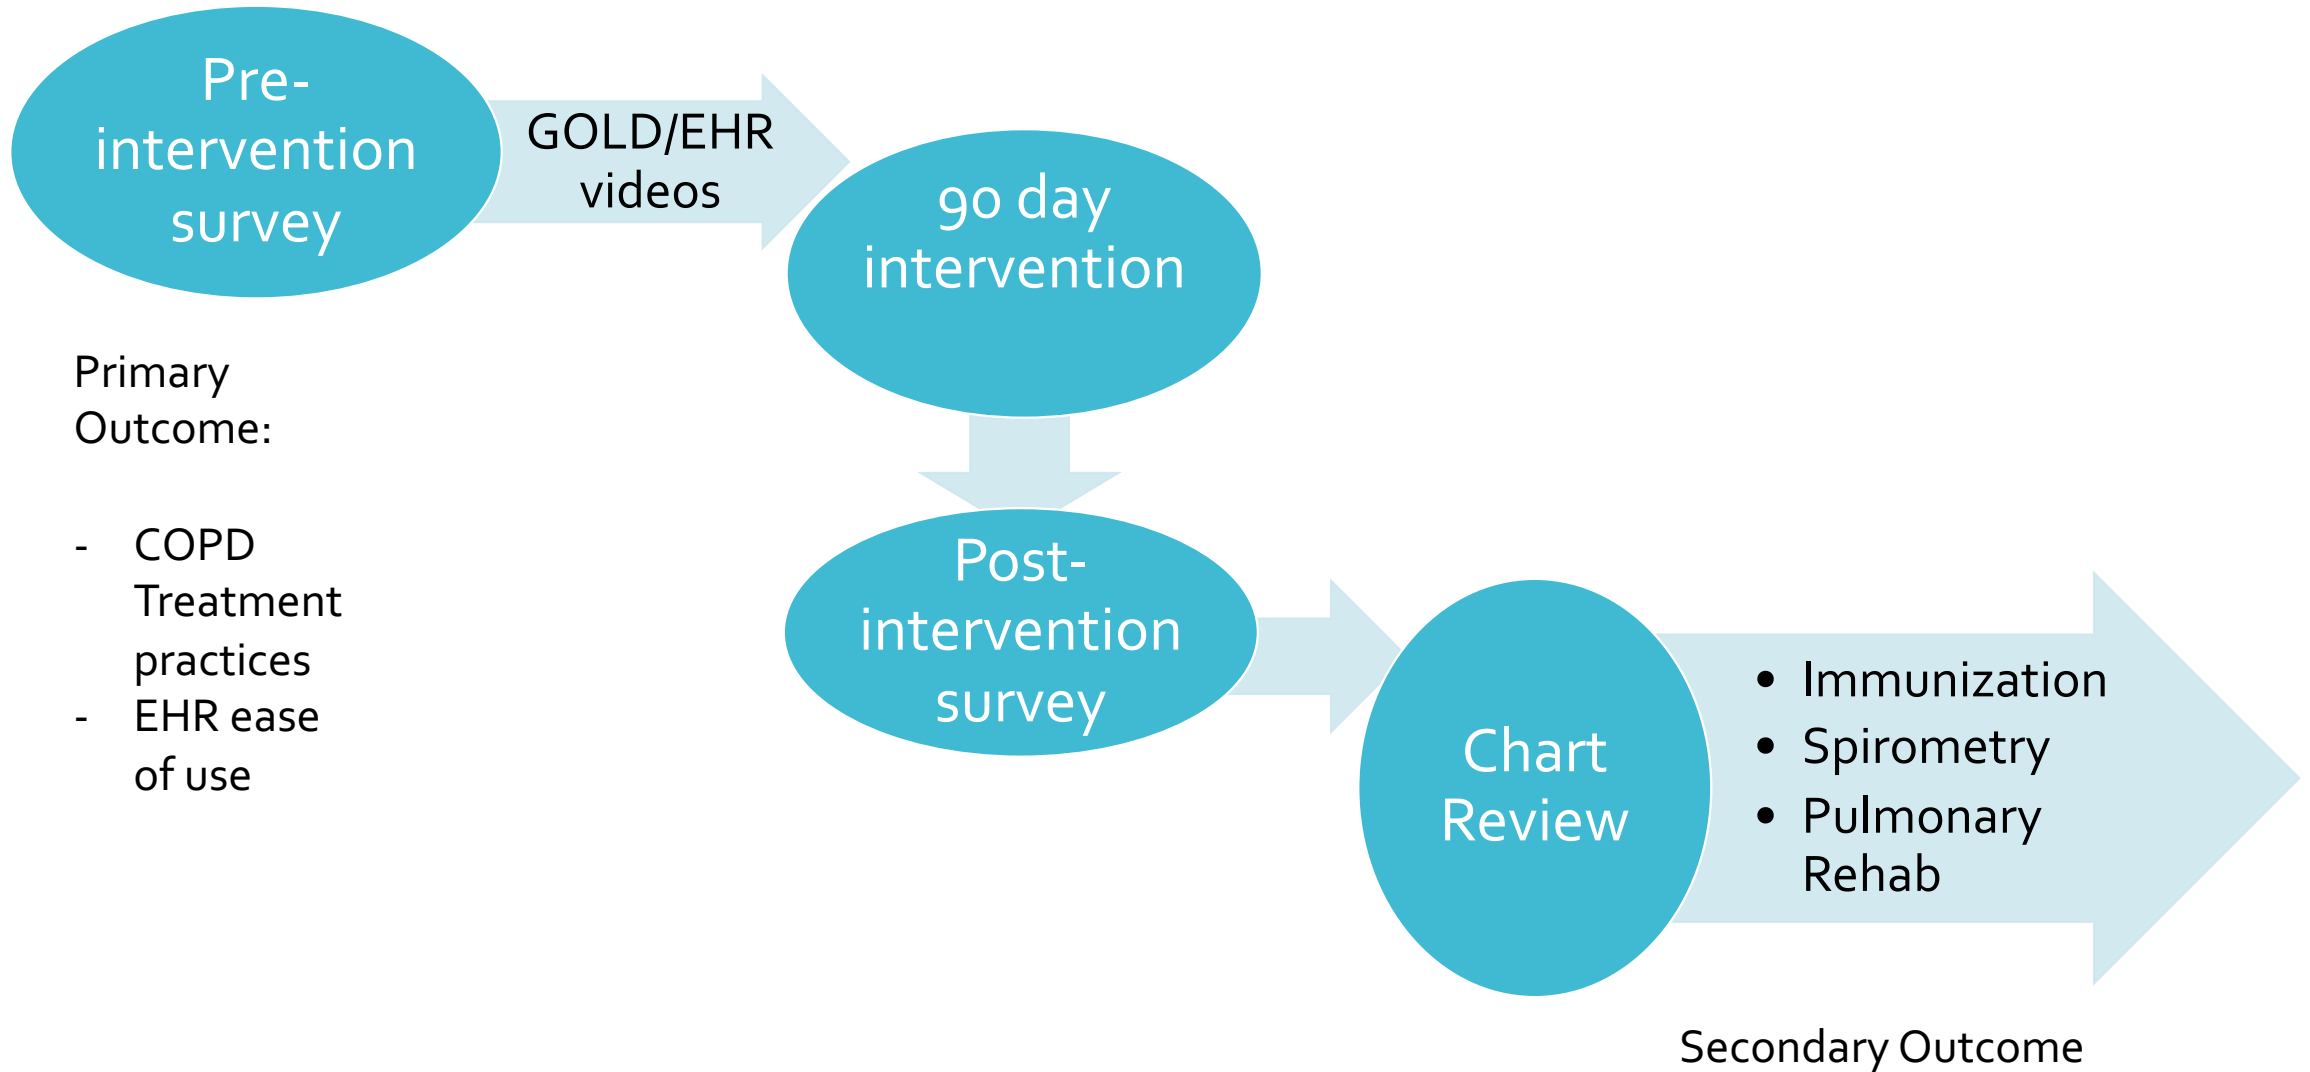 Pre-
intervention
survey
GOLD/EHR
videos
90 day
intervention
Primary
Outcome:
- COPD
Treatment
practices
- EHR ease
of use
Post-
intervention
survey
Chart
Review
• Immunization
• Spirometry
• Pulmonary
Rehab
Secondary Outcome